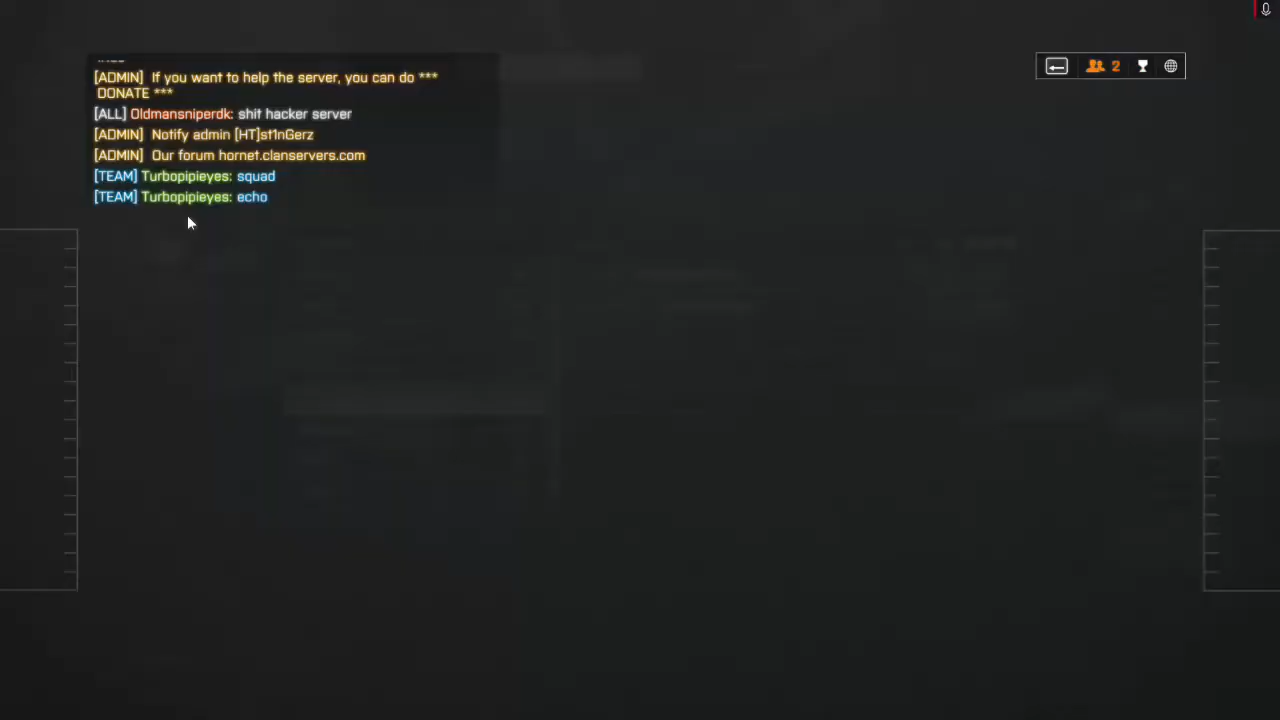 [ADMIN] If you want to help the server, you can do ***
DONATE ***
[ALL] Oldmansniperdk: shit hacker server
[ADMIN] Notify admin [HT]st1nGerz
[ADMIN] Our forum hornet.clanservers.com
[TEAM] Turbopipieyes: squad
[TEAM] Turbopipieyes: echo
2